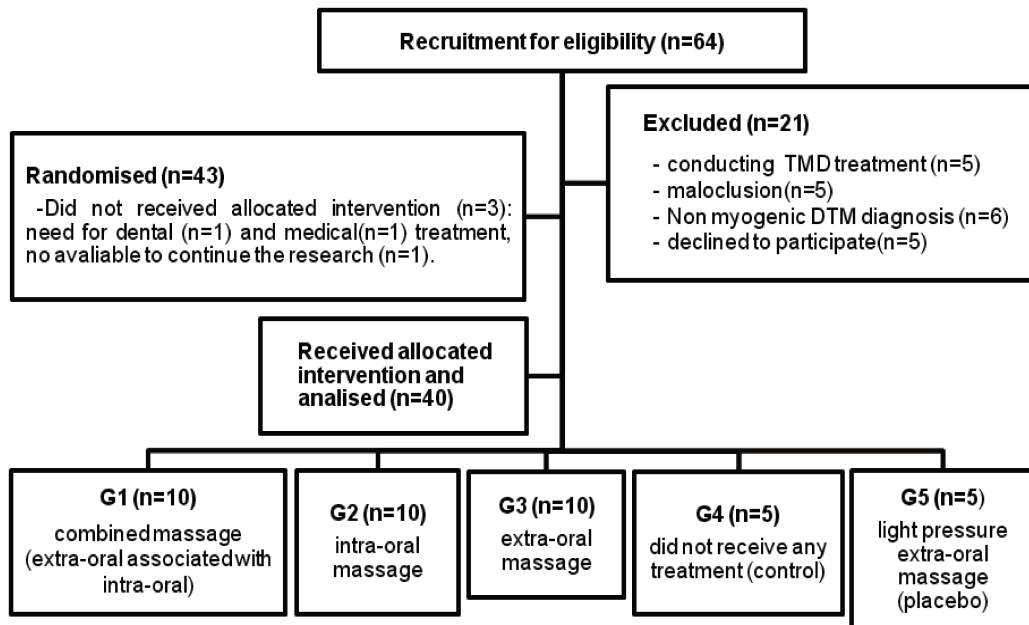 Recruitment for eligibility (n=64)
Excluded (n=21)
- conducting TMD treatment (n=5)
- maloclusion(n=5)
- Non myogenic DTM diagnosis (n=6)
- declined to participate(n=5)
Randomised (n=43)
-Did not received allocated intervention (n=3):
need for dental (n=1) and medical(n=1) treatment,
no avaliable to continue the research (n=1).
Received allocated
intervention and
analised (n=40)
G1 (n=10)
combined massage
(extra-oral associated with
intra-oral)
G2 (n=10)
intra-oral
massage
G3 (n=10)
extra-oral
massage
G4 (n=5)
did not receive any
treatment (control)
G5 (n=5)
light pressure
extra-oral
massage
(placebo)